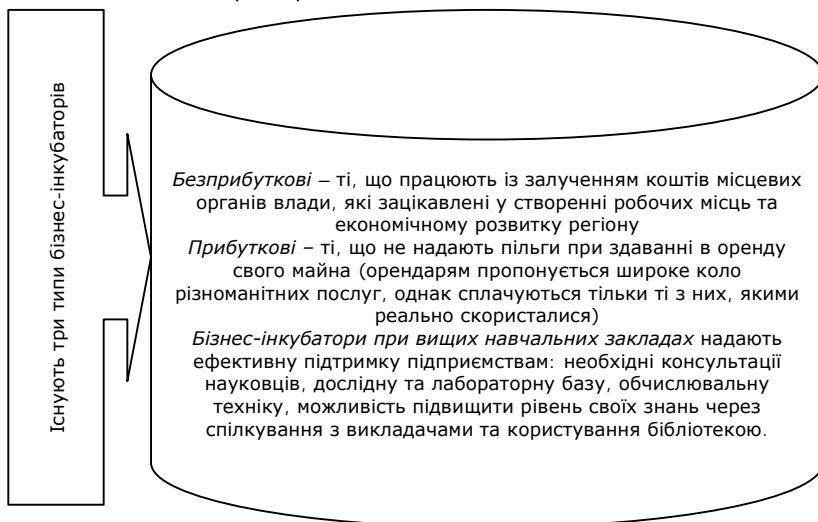 Існують три типи бізнес-інкубаторів
Безприбуткові – ті, що працюють із залученням коштів місцевих
органів влади, які зацікавлені у створенні робочих місць та
економічному розвитку регіону
Прибуткові – ті, що не надають пільги при здаванні в оренду
свого майна (орендарям пропонується широке коло
різноманітних послуг, однак сплачуються тільки ті з них, якими
реально скористалися)
Бізнес-інкубатори при вищих навчальних закладах надають
ефективну підтримку підприємствам: необхідні консультації
науковців, дослідну та лабораторну базу, обчислювальну
техніку, можливість підвищити рівень своїх знань через
спілкування з викладачами та користування бібліотекою.